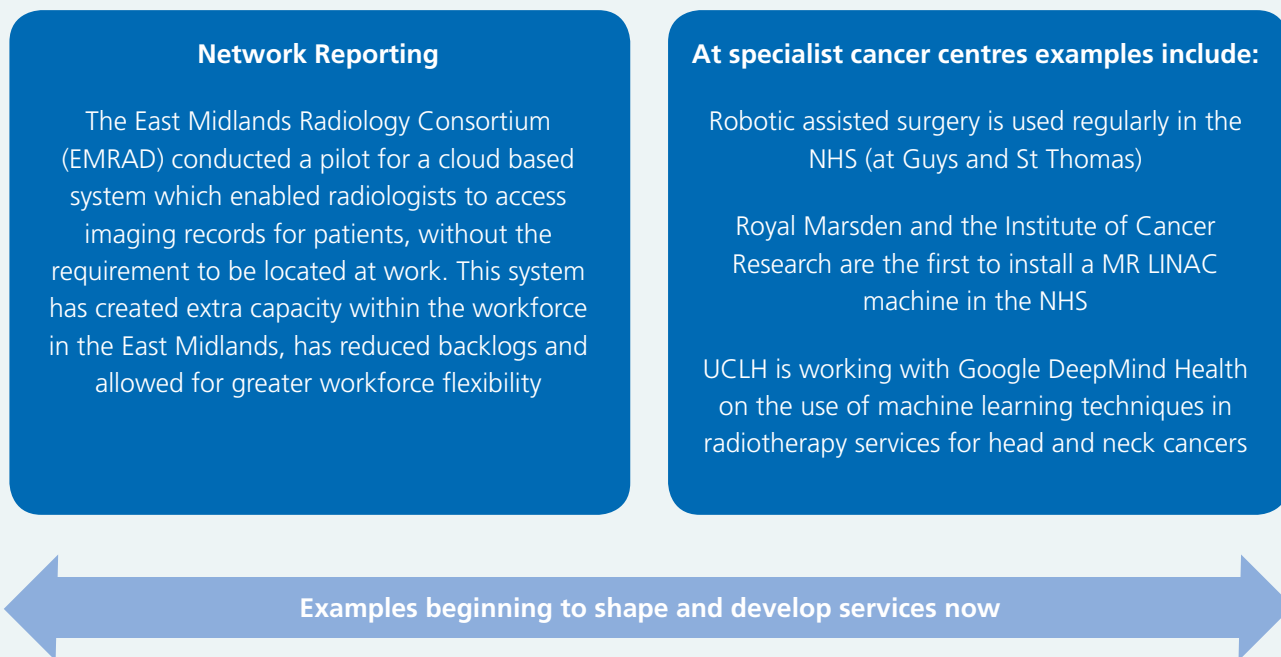 Network Reporting
The East Midlands Radiology Consortium
(EMRAD) conducted a pilot for a cloud based
system which enabled radiologists to access
imaging records for patients, without the
requirement to be located at work. This system
has created extra capacity within the workforce
in the East Midlands, has reduced backlogs and
allowed for greater workforce flexibility
At specialist cancer centres examples include:
Robotic assisted surgery is used regularly in the
NHS (at Guys and St Thomas)
Royal Marsden and the Institute of Cancer
Research are the first to install a MR LINAC
machine in the NHS
UCLH is working with Google DeepMind Health
on the use of machine learning techniques in
radiotherapy services for head and neck cancers
Examples beginning to shape and develop services now